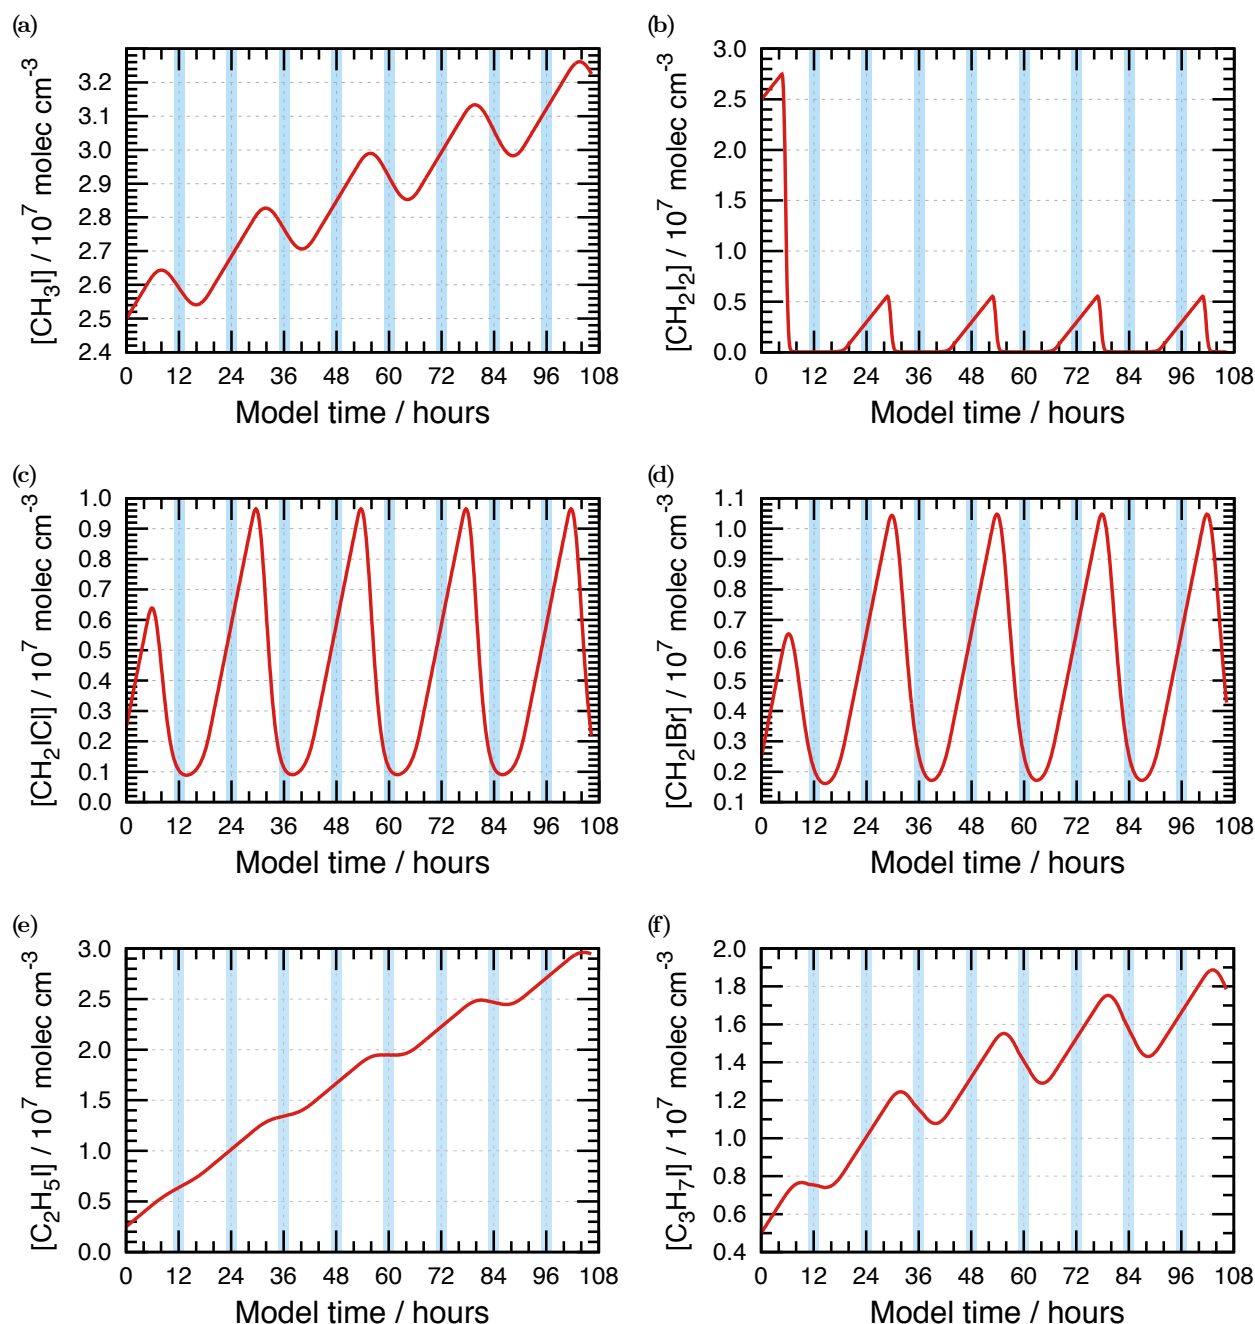 (a)
[CH3I] / 10^7 molec cm^-3
3.2
3.1
3.0
2.9
2.8
2.7
2.6
2.5
2.4
0 12 24 36 48 60 72 84 96 108
Model time / hours
(b)
[CH2I2] / 10^7 molec cm^-3
3.0
2.5
2.0
1.5
1.0
0.5
0.0
0 12 24 36 48 60 72 84 96 108
Model time / hours
(c)
[CH2ICl] / 10^7 molec cm^-3
1.0
0.9
0.8
0.7
0.6
0.5
0.4
0.3
0.2
0.1
0.0
0 12 24 36 48 60 72 84 96 108
Model time / hours
(d)
[CH2IBr] / 10^7 molec cm^-3
1.1
1.0
0.9
0.8
0.7
0.6
0.5
0.4
0.3
0.2
0.1
0 12 24 36 48 60 72 84 96 108
Model time / hours
(e)
[C2H5I] / 10^7 molec cm^-3
3.0
2.5
2.0
1.5
1.0
0.5
0.0
0 12 24 36 48 60 72 84 96 108
Model time / hours
(f)
[C3H7I] / 10^7 molec cm^-3
2.0
1.8
1.6
1.4
1.2
1.0
0.8
0.6
0.4
0 12 24 36 48 60 72 84 96 108
Model time / hours